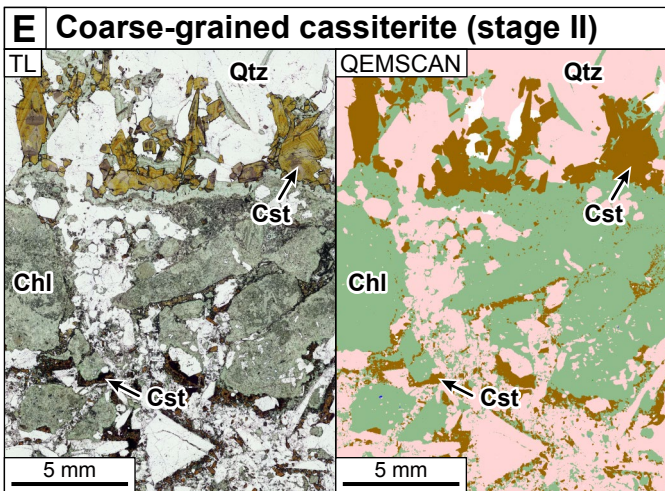 E Coarse-grained cassiterite (stage II)
TL
Qtz
Cst
Chl
Cst
5 mm
QEMSCAN
Qtz
Cst
Chl
Cst
5 mm